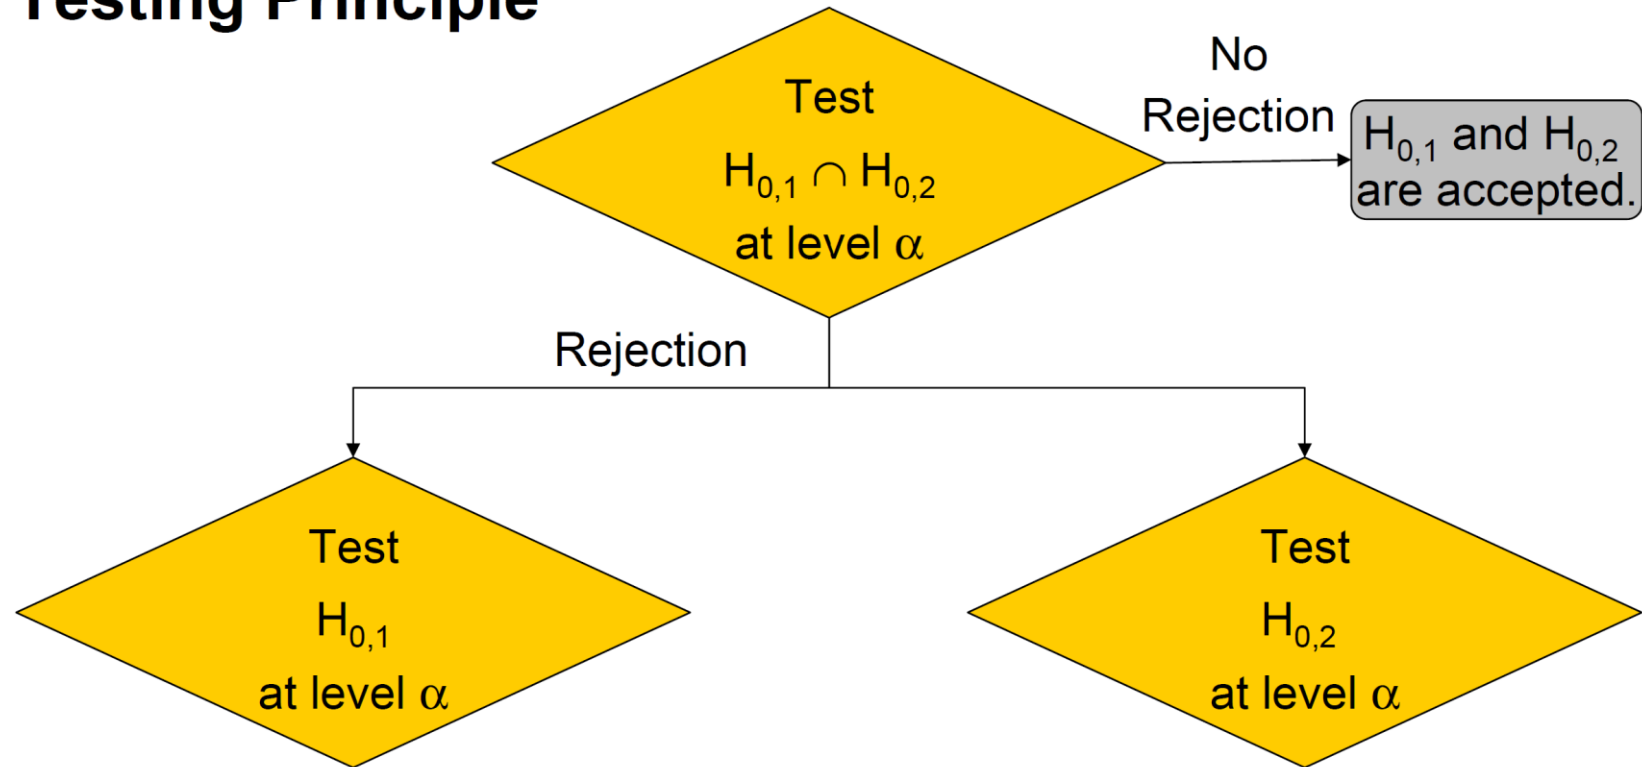 Testing Principle
Test
H0,1 ∩ H0,2
at level α
No
Rejection
H0,1 and H0,2
are accepted.
Rejection
Test
H0,1
at level α
Test
H0,2
at level α